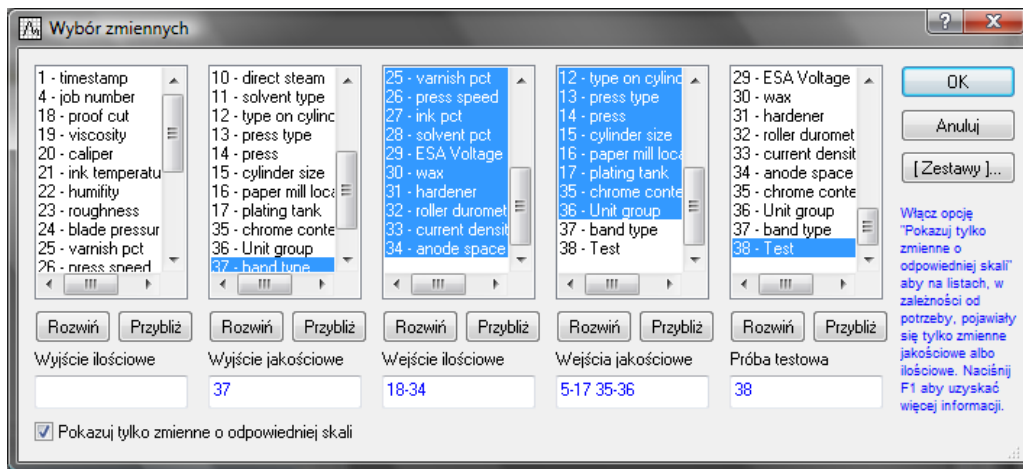 Wybór zmiennych
1 - timestamp
4 - job number
18 - proof cut
19 - viscosity
20 - caliper
21 - ink temperatu
22 - humifity
23 - roughness
24 - blade pressur
25 - varnish pct
26 - press speed
10 - direct steam
11 - solvent type
12 - type on cylinc
13 - press type
14 - press
15 - cylinder size
16 - paper mill loca
17 - plating tank
35 - chrome conte
36 - Unit group
37 - band type
25 - varnish pct
26 - press speed
27 - ink pct
28 - solvent pct
29 - ESA Voltage
30 - wax
31 - hardener
32 - roller duromet
33 - current densit
34 - anode space
12 - type on cylinc
13 - press type
14 - press
15 - cylinder size
16 - paper mill loca
17 - plating tank
35 - chrome conte
36 - Unit group
37 - band type
38 - Test
29 - ESA Voltage
30 - wax
31 - hardener
32 - roller duromet
33 - current densit
34 - anode space
35 - chrome conte
36 - Unit group
37 - band type
38 - Test
OK
Anuluj
[ Zestawy ]...
Włącz opcję
"Pokazuj tylko
zmienne o
odpowiedniej skali"
aby na listach, w
zależności od
potrzeby, pojawiały
się tylko zmienne
jakościowe albo
ilościowe. Naciśnij
F1 aby uzyskać
więcej informacji.
Rozwiń Przybliż Rozwiń Przybliż Rozwiń Przybliż Rozwiń Przybliż Rozwiń Przybliż
Wyjście ilościowe Wyjście jakościowe Wejście ilościowe Wejścia jakościowe Próba testowa
37 18-34 5-17 35-36 38
Pokazuj tylko zmienne o odpowiedniej skali